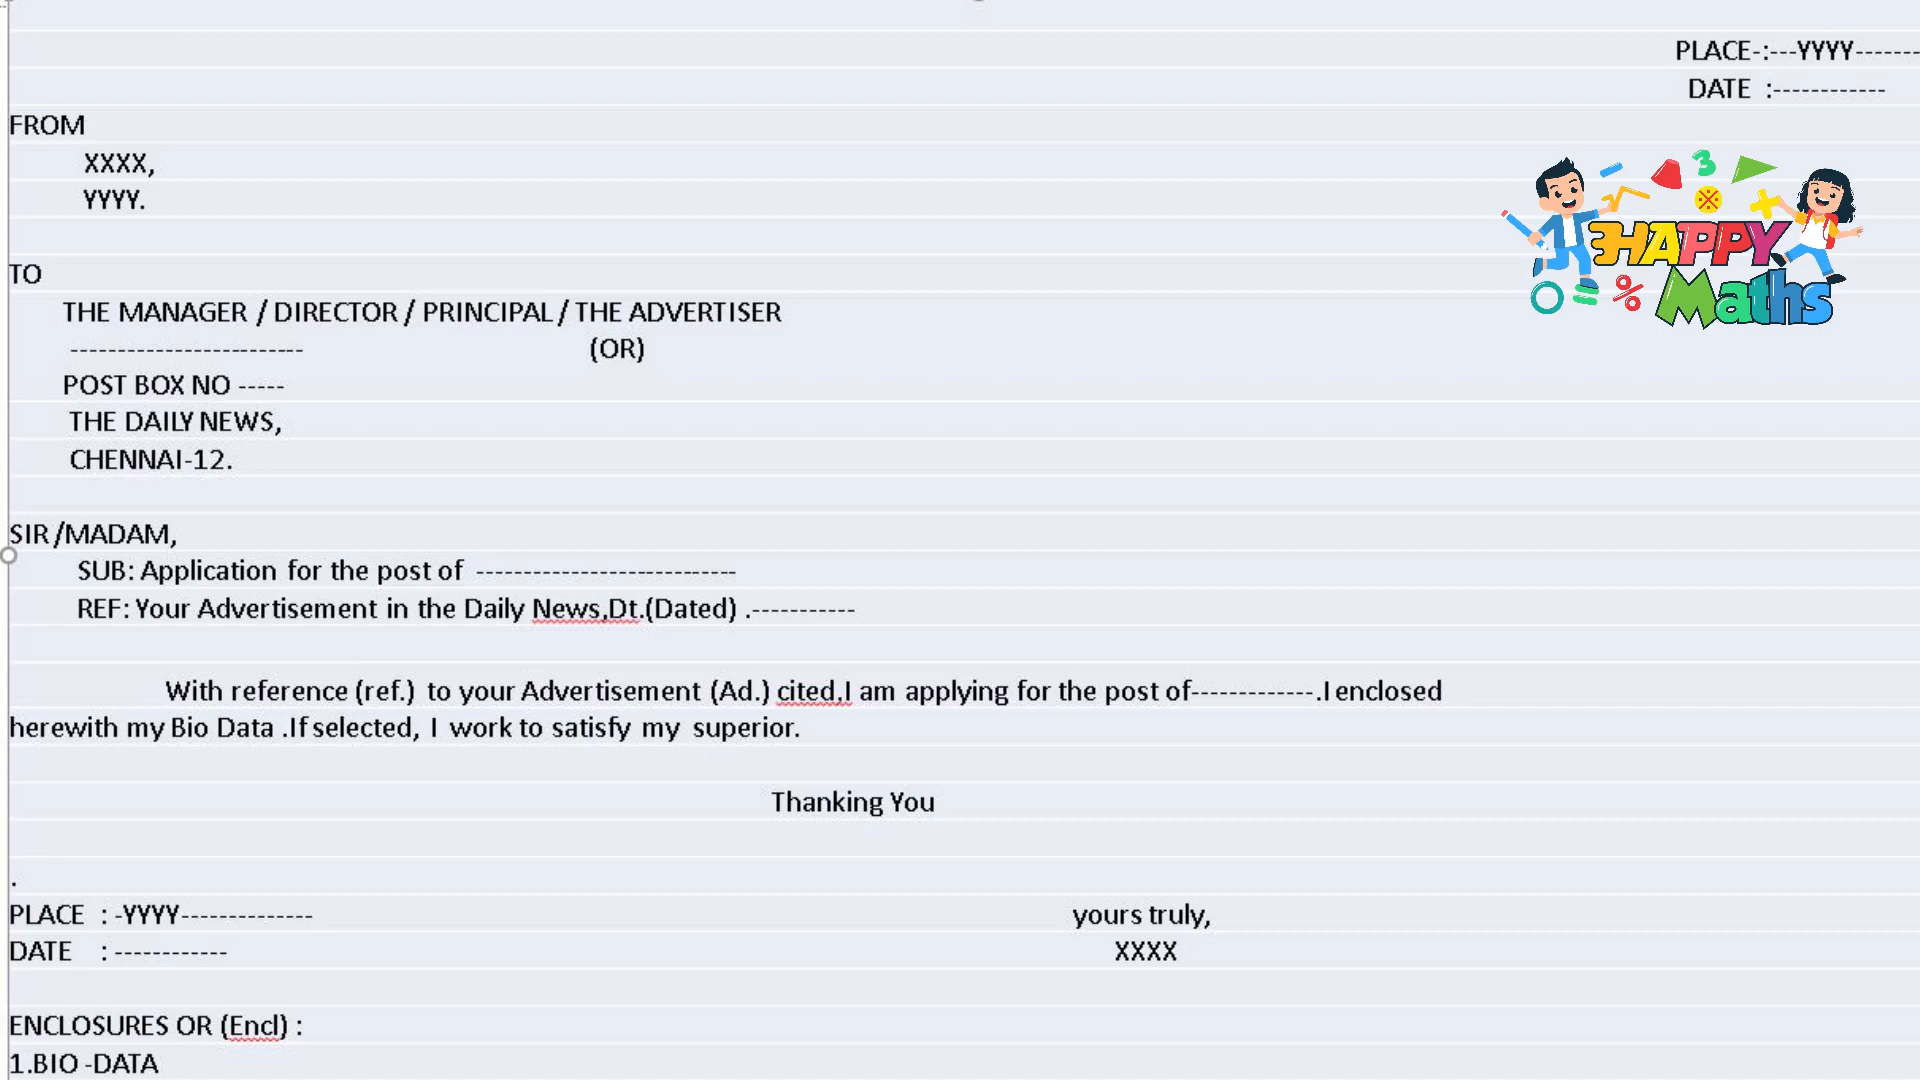 PLACE-:---YYYY-------
DATE :------------
FROM
XXXX,
YYYY.
3 HAPPY
Maths
TO
THE MANAGER / DIRECTOR / PRINCIPAL / THE ADVERTISER
------------------------- (OR)
POST BOX NO -----
THE DAILY NEWS,
CHENNAI-12.
SIR /MADAM,
SUB: Application for the post of ----------------------------
REF: Your Advertisement in the Daily News,Dt.(Dated) .-----------
With reference (ref.) to your Advertisement (Ad.) cited,I am applying for the post of-------------.I enclosed
herewith my Bio Data .If selected, I work to satisfy my superior.
Thanking You
.
PLACE : -YYYY-------------- yours truly,
DATE : ------------ XXXX
ENCLOSURES OR (Encl) :
1.BIO -DATA